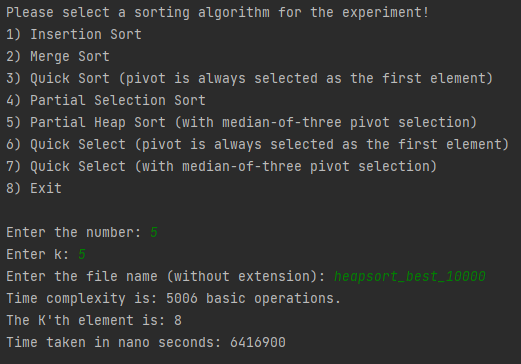 Please select a sorting algorithm for the experiment!
1) Insertion Sort
2) Merge Sort
3) Quick Sort (pivot is always selected as the first element)
4) Partial Selection Sort
5) Partial Heap Sort (with median-of-three pivot selection)
6) Quick Select (pivot is always selected as the first element)
7) Quick Select (with median-of-three pivot selection)
8) Exit
Enter the number: 5
Enter k: 5
Enter the file name (without extension): heapsort_best_10000
Time complexity is: 5006 basic operations.
The K'th element is: 8
Time taken in nano seconds: 6416900